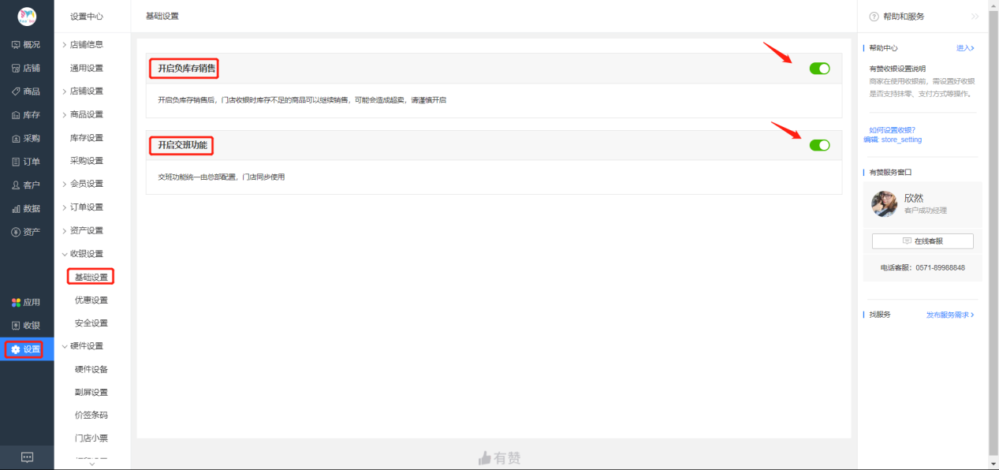 概况
店铺
商品
库存
采购
订单
客户
数据
资产
应用
收银
设置
设置中心
店铺信息
通用设置
店铺设置
商品设置
库存设置
采购设置
会员设置
订单设置
资产设置
收银设置
基础设置
优惠设置
安全设置
硬件设置
硬件设备
副屏设置
价签条码
门店小票
基础设置
开启负库存销售
开启负库存销售后，门店收银时库存不足的商品可以继续销售，可能会造成超卖，请谨慎开启
开启交班功能
交班功能统一由总部配置，门店同步使用
有赞
帮助和服务
帮助中心
进入
有赞收银设置说明
商家在使用收银前，需设置好收银
是否支持抹零、支付方式等操作。
如何设置收银?
编辑: store_setting
有赞服务窗口
欣然
客户成功经理
在线客服
电话客服：0571-89988848
找服务
发布服务需求